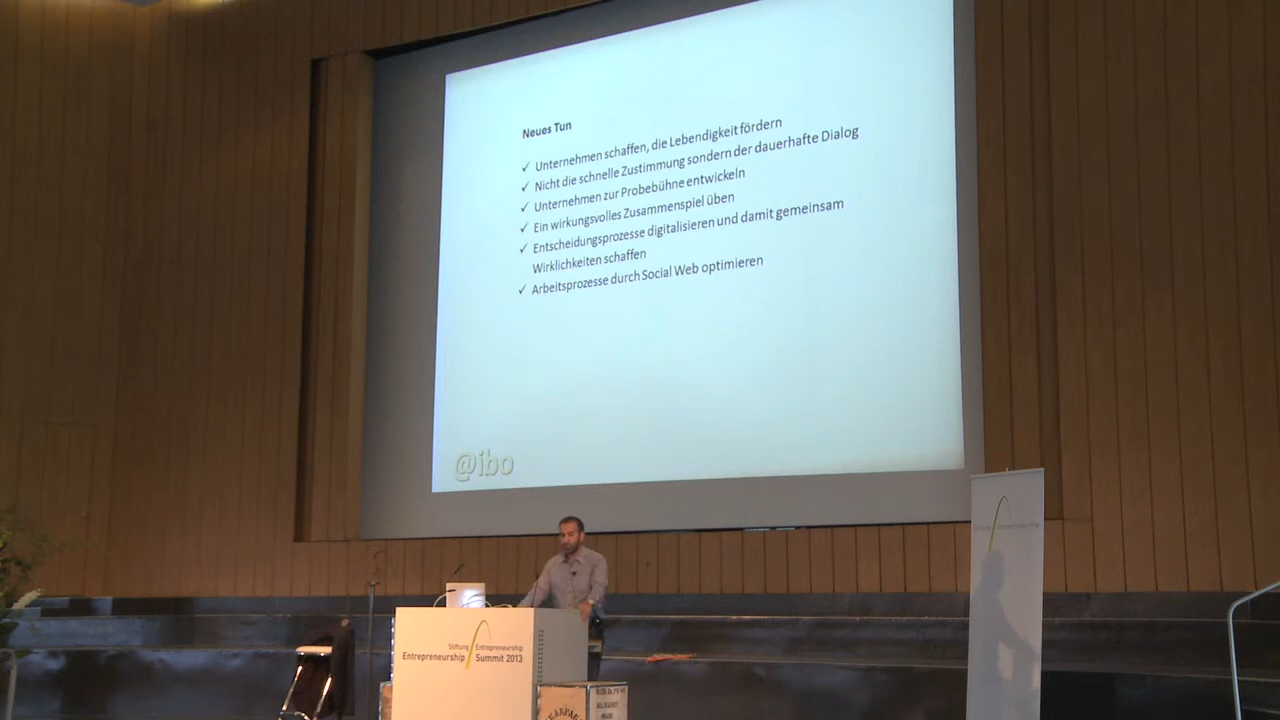 Neues Tun
✓ Unternehmen schaffen, die Lebendigkeit fördern
✓ Nicht die schnelle Zustimmung sondern der dauerhafte Dialog
✓ Unternehmen zur Probebühne entwickeln
✓ Ein wirkungsvolles Zusammenspiel üben
✓ Entscheidungsprozesse digitalisieren und damit gemeinsam
Wirklichkeiten schaffen
✓ Arbeitsprozesse durch Social Web optimieren
@ibo
Stiftung Entrepreneurship
Stiftung Entrepreneurship
Entrepreneurship Summit 2013